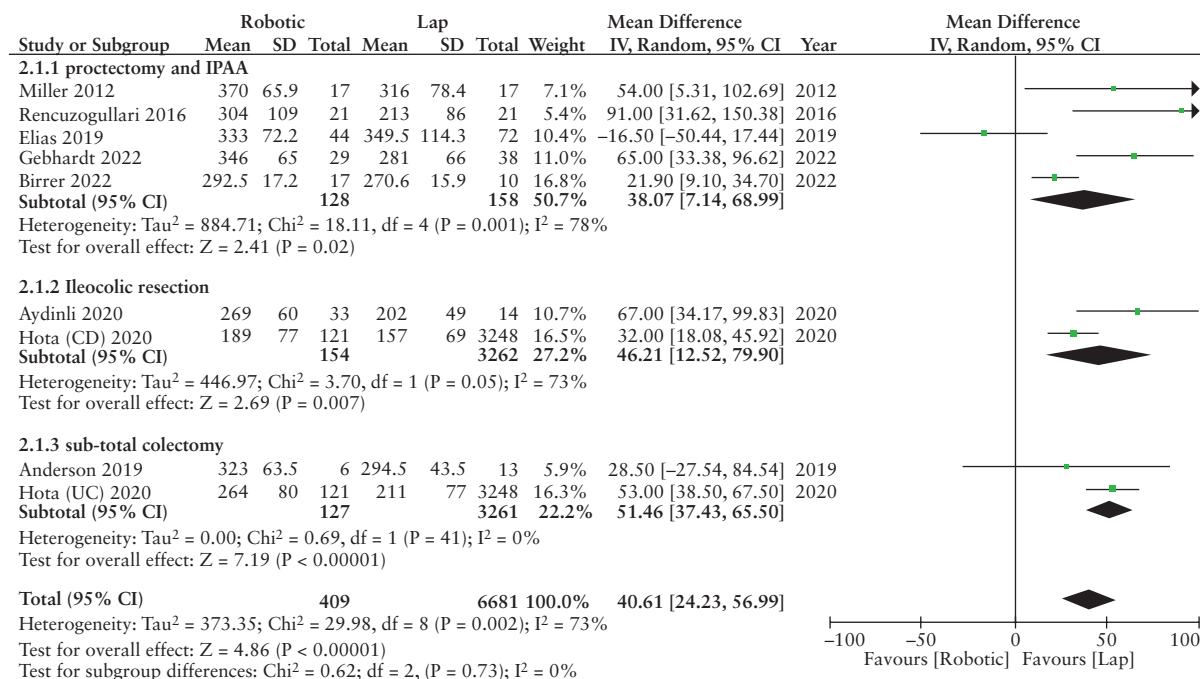 Robotic Lap Mean Difference Mean Difference
Study or Subgroup Mean SD Total Mean SD Total Weight IV, Random, 95% CI Year IV, Random, 95% CI
2.1.1 proctectomy and IPAA
Miller 2012 370 65.9 17 316 78.4 17 7.1% 54.00 [5.31, 102.69] 2012
Rencuzogullari 2016 304 109 21 213 86 21 5.4% 91.00 [31.62, 150.38] 2016
Elias 2019 333 72.2 44 349.5 114.3 72 10.4% −16.50 [−50.44, 17.44] 2019
Gebhardt 2022 346 65 29 281 66 38 11.0% 65.00 [33.38, 96.62] 2022
Birrer 2022 292.5 17.2 17 270.6 15.9 10 16.8% 21.90 [9.10, 34.70] 2022
Subtotal (95% CI) 128 158 50.7% 38.07 [7.14, 68.99]
Heterogeneity: Tau² = 884.71; Chi² = 18.11, df = 4 (P = 0.001); I² = 78%
Test for overall effect: Z = 2.41 (P = 0.02)
2.1.2 Ileocolic resection
Aydinli 2020 269 60 33 202 49 14 10.7% 67.00 [34.17, 99.83] 2020
Hota (CD) 2020 189 77 121 157 69 3248 16.5% 32.00 [18.08, 45.92] 2020
Subtotal (95% CI) 154 3262 27.2% 46.21 [12.52, 79.90]
Heterogeneity: Tau² = 446.97; Chi² = 3.70, df = 1 (P = 0.05); I² = 73%
Test for overall effect: Z = 2.69 (P = 0.007)
2.1.3 sub-total colectomy
Anderson 2019 323 63.5 6 294.5 43.5 13 5.9% 28.50 [−27.54, 84.54] 2019
Hota (UC) 2020 264 80 121 211 77 3248 16.3% 53.00 [38.50, 67.50] 2020
Subtotal (95% CI) 127 3261 22.2% 51.46 [37.43, 65.50]
Heterogeneity: Tau² = 0.00; Chi² = 0.69, df = 1 (P = 41); I² = 0%
Test for overall effect: Z = 7.19 (P < 0.00001)
Total (95% CI) 409 6681 100.0% 40.61 [24.23, 56.99]
Heterogeneity: Tau² = 373.35; Chi² = 29.98, df = 8 (P = 0.002); I² = 73%
Test for overall effect: Z = 4.86 (P < 0.00001)
Test for subgroup differences: Chi² = 0.62; df = 2, (P = 0.73); I² = 0%
−100 0 50 100
Favours [Robotic] Favours [Lap]